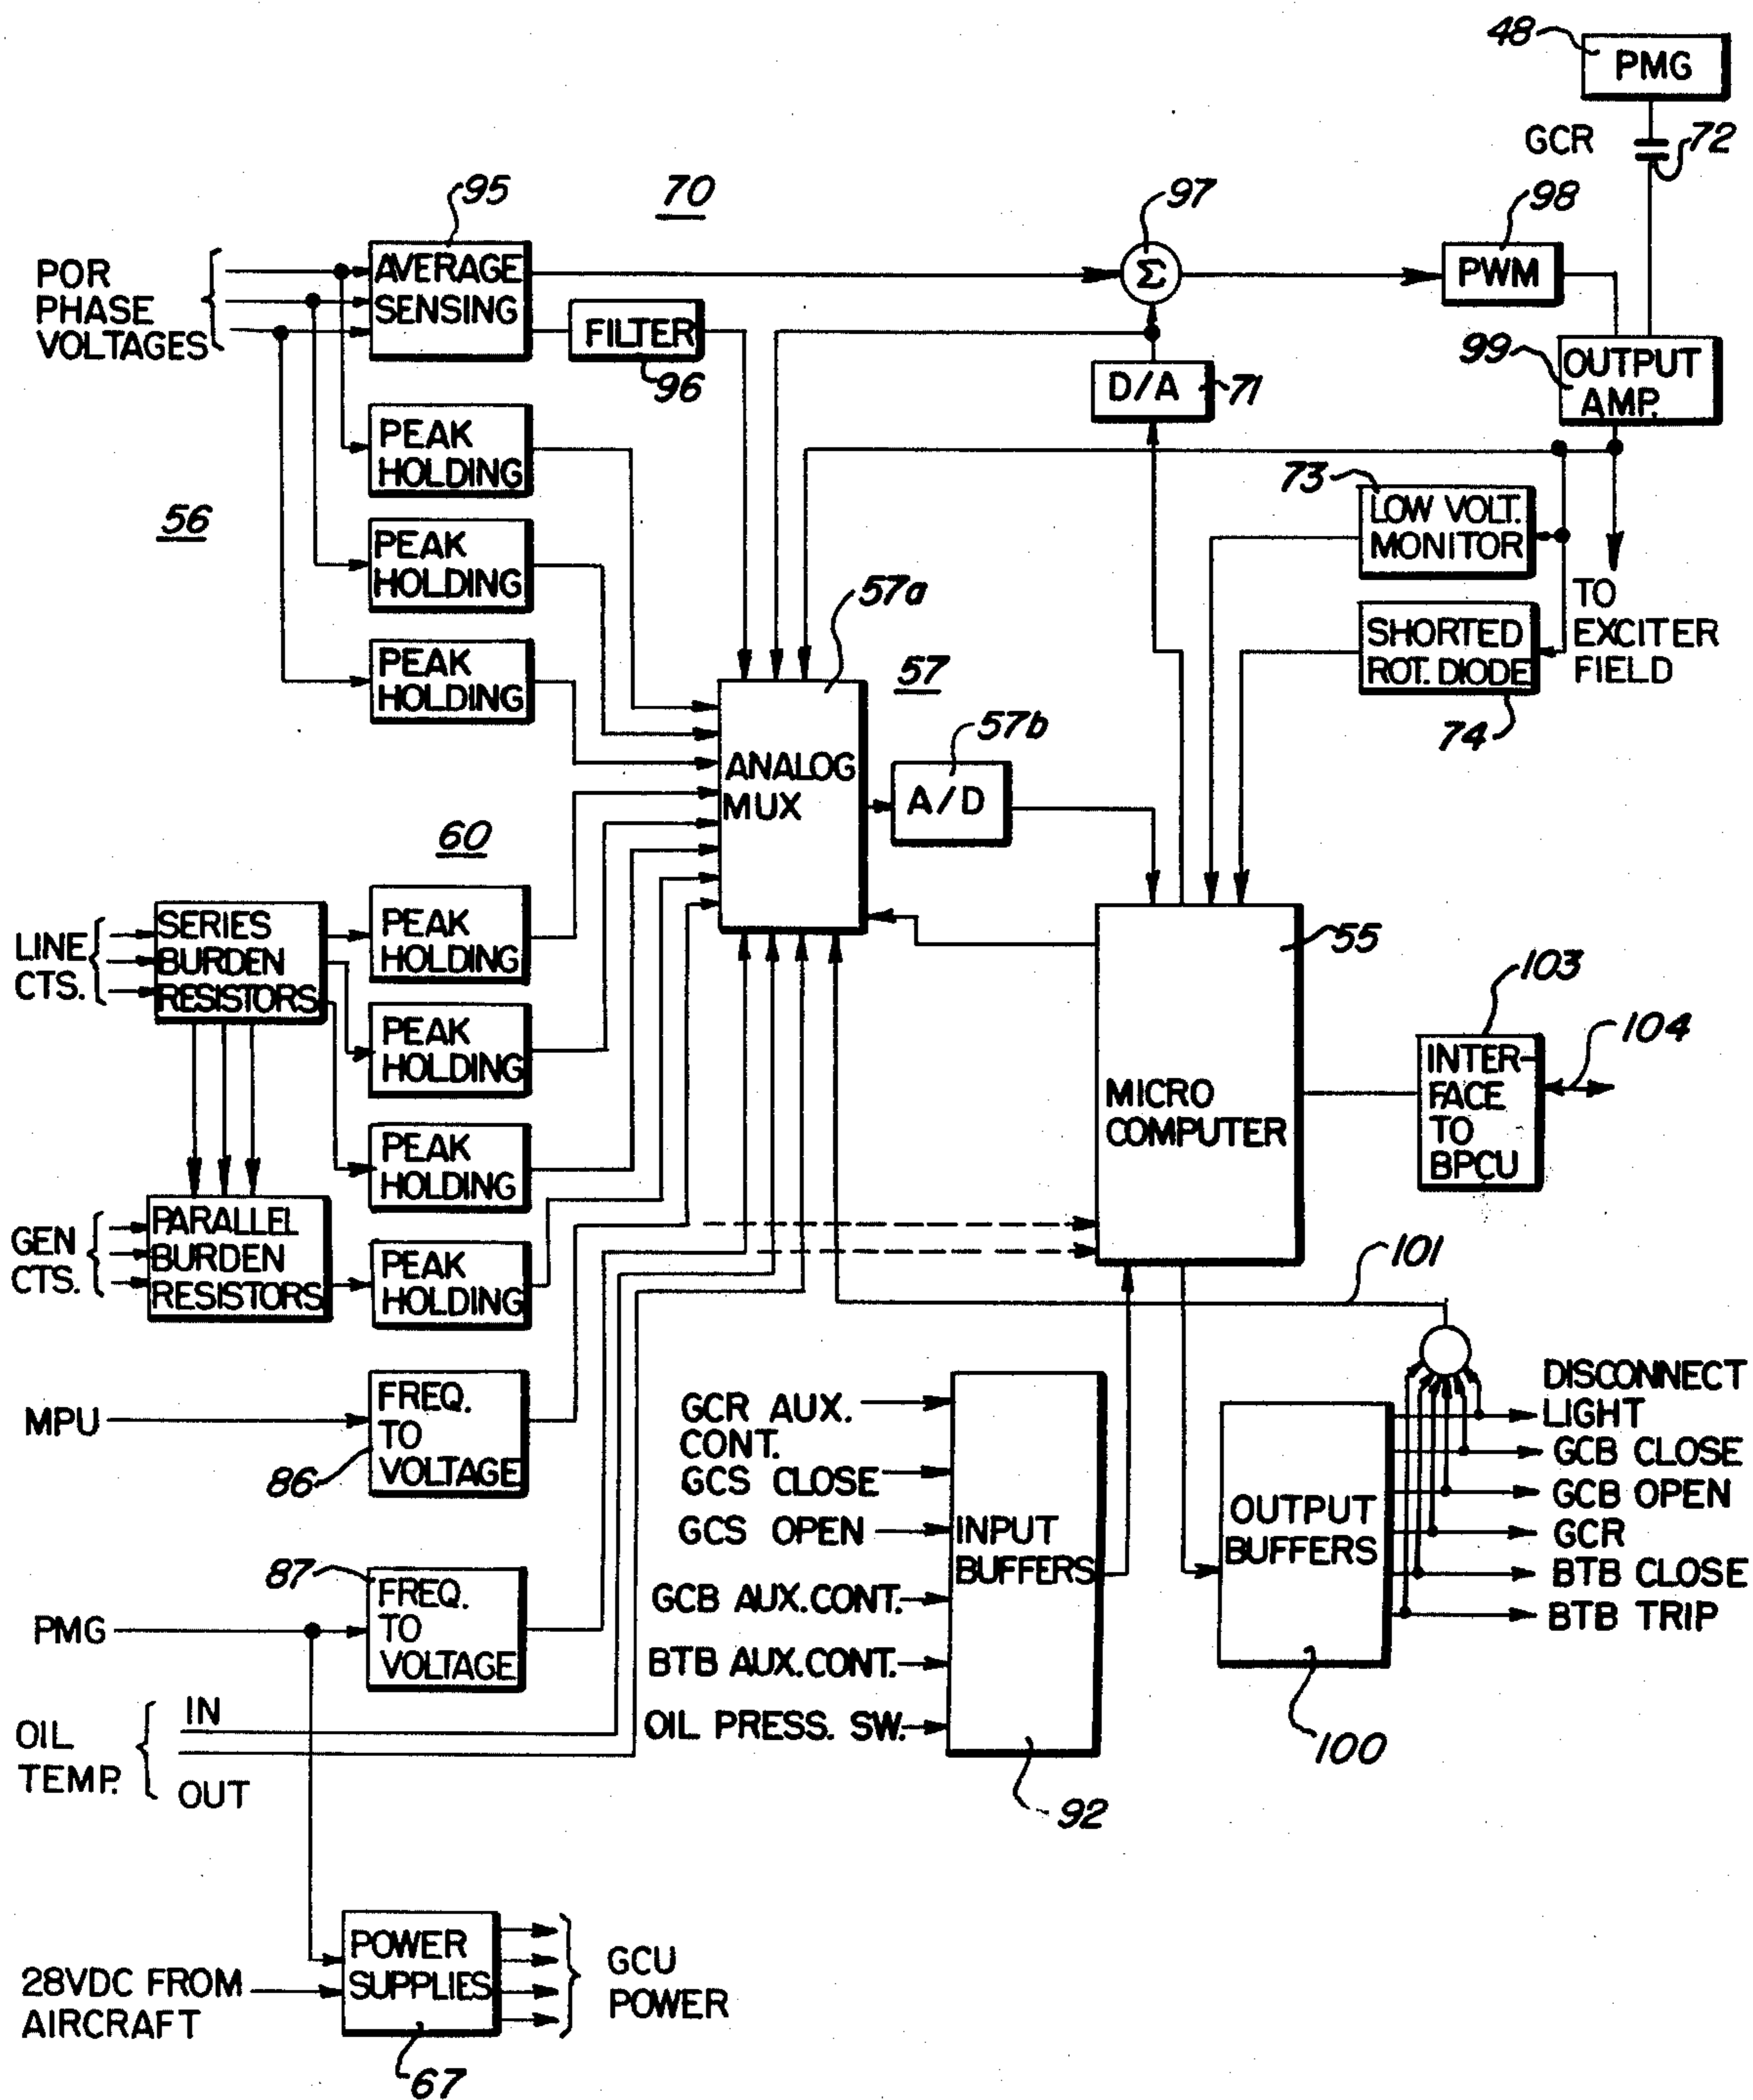 48
PMG
GCR
72
95
70
97
98
POR
PHASE
VOLTAGES
AVERAGE
SENSING
Σ
PWM
FILTER
96
D/A
71
99
OUTPUT
AMP.
PEAK
HOLDING
73
LOW VOLT.
MONITOR
56
PEAK
HOLDING
57a
TO
EXCITER
FIELD
SHORTED
ROT. DIODE
74
PEAK
HOLDING
57
57b
ANALOG
MUX
A/D
60
SERIES
BURDEN
RESISTORS
LINE
CTS.
PEAK
HOLDING
55
103
104
PEAK
HOLDING
MICRO
COMPUTER
INTER-
FACE
TO
BPCU
PEAK
HOLDING
GEN
CTS.
PARALLEL
BURDEN
RESISTORS
PEAK
HOLDING
101
MPU
FREQ.
TO
VOLTAGE
86
GCR AUX.
CONT.
GCS CLOSE
GCS OPEN
GCB AUX.CONT.
BTB AUX.CONT.
OIL PRESS. SW.
INPUT
BUFFERS
92
OUTPUT
BUFFERS
100
DISCONNECT
LIGHT
GCB CLOSE
GCB OPEN
GCR
BTB CLOSE
BTB TRIP
87
PMG
FREQ.
TO
VOLTAGE
OIL
TEMP.
IN
OUT
28VDC FROM
AIRCRAFT
POWER
SUPPLIES
GCU
POWER
67